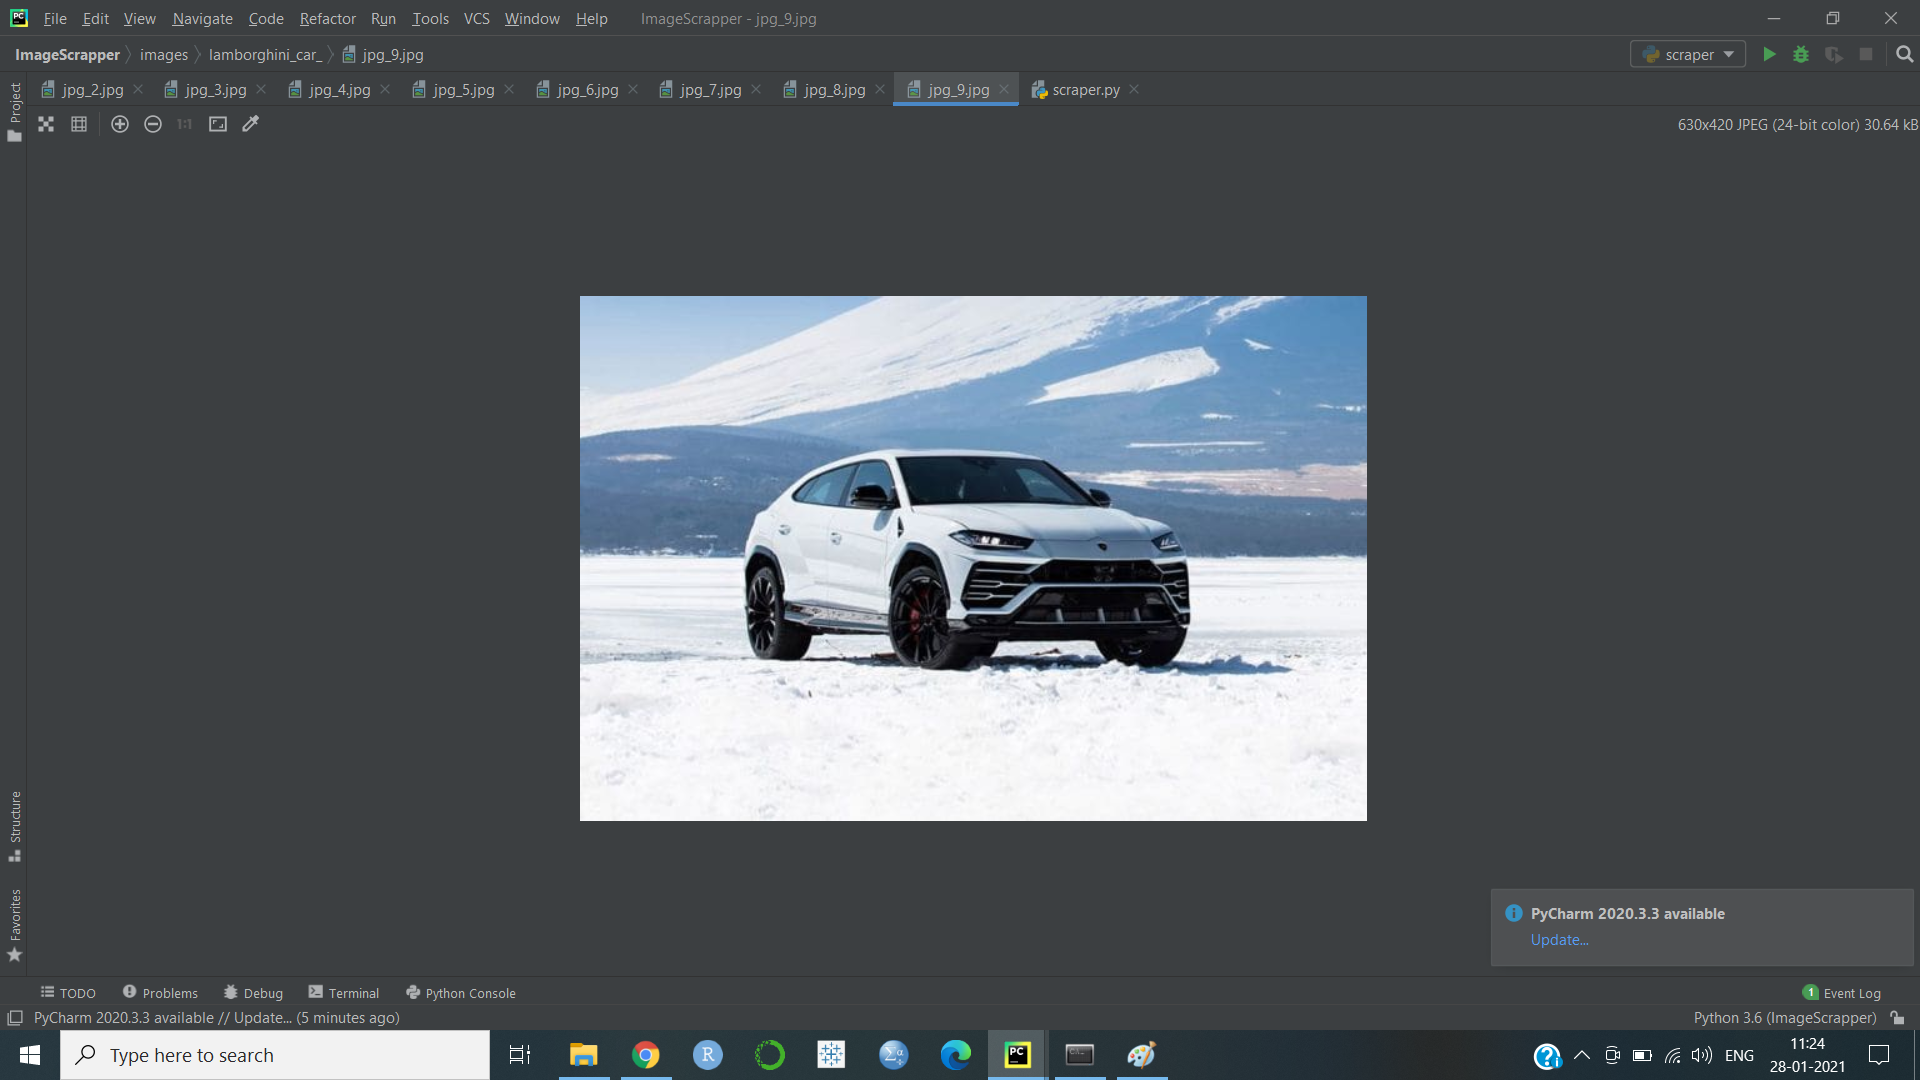 File Edit View Navigate Code Refactor Run Tools VCS Window Help ImageScrapper - jpg_9.jpg
ImageScrapper images lamborghini_car_ jpg_9.jpg scraper
jpg_2.jpg jpg_3.jpg jpg_4.jpg jpg_5.jpg jpg_6.jpg jpg_7.jpg jpg_8.jpg jpg_9.jpg scraper.py
Project
1:1 630x420 JPEG (24-bit color) 30.64 kB
Structure
Favorites
PyCharm 2020.3.3 available
Update...
TODO Problems Debug Terminal Python Console 1 Event Log
PyCharm 2020.3.3 available // Update... (5 minutes ago) Python 3.6 (ImageScrapper)
Type here to search R PC ENG 11:24
28-01-2021